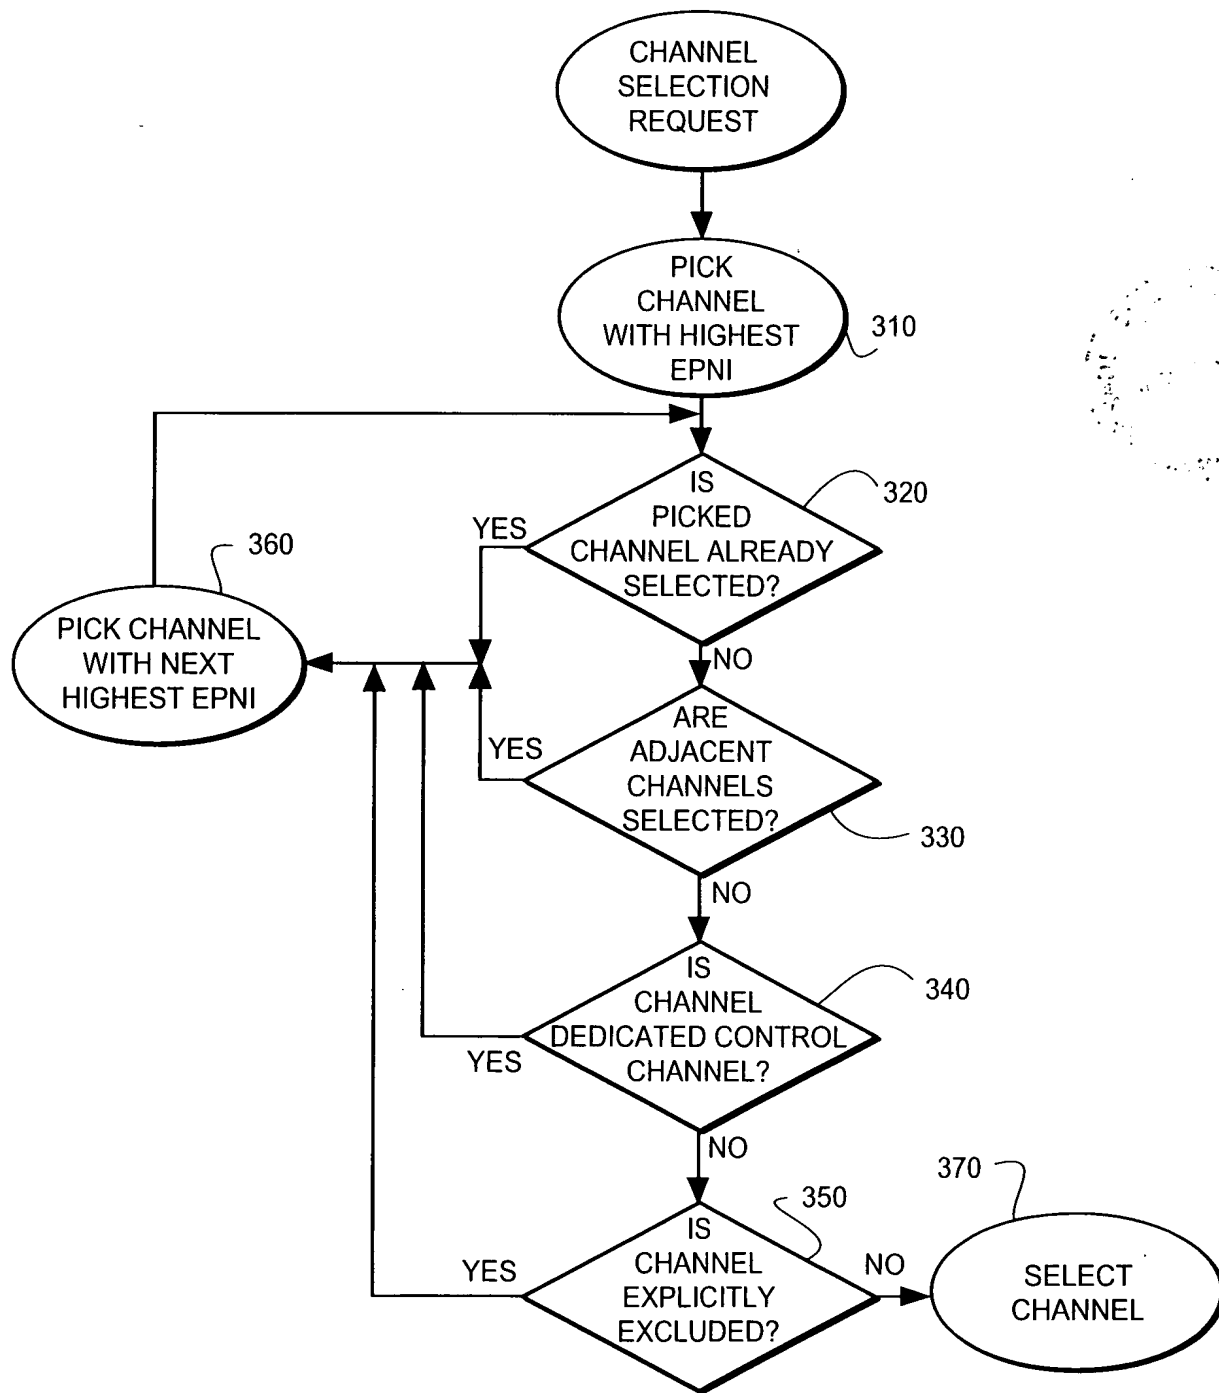 CHANNEL
SELECTION
REQUEST
PICK
CHANNEL
WITH HIGHEST
EPNI
310
IS
PICKED
CHANNEL ALREADY
SELECTED?
320
YES
NO
360
PICK CHANNEL
WITH NEXT
HIGHEST EPNI
ARE
ADJACENT
CHANNELS
SELECTED?
YES
330
NO
IS
CHANNEL
DEDICATED CONTROL
CHANNEL?
340
YES
NO
350
370
IS
CHANNEL
EXPLICITLY
EXCLUDED?
YES
NO
SELECT
CHANNEL